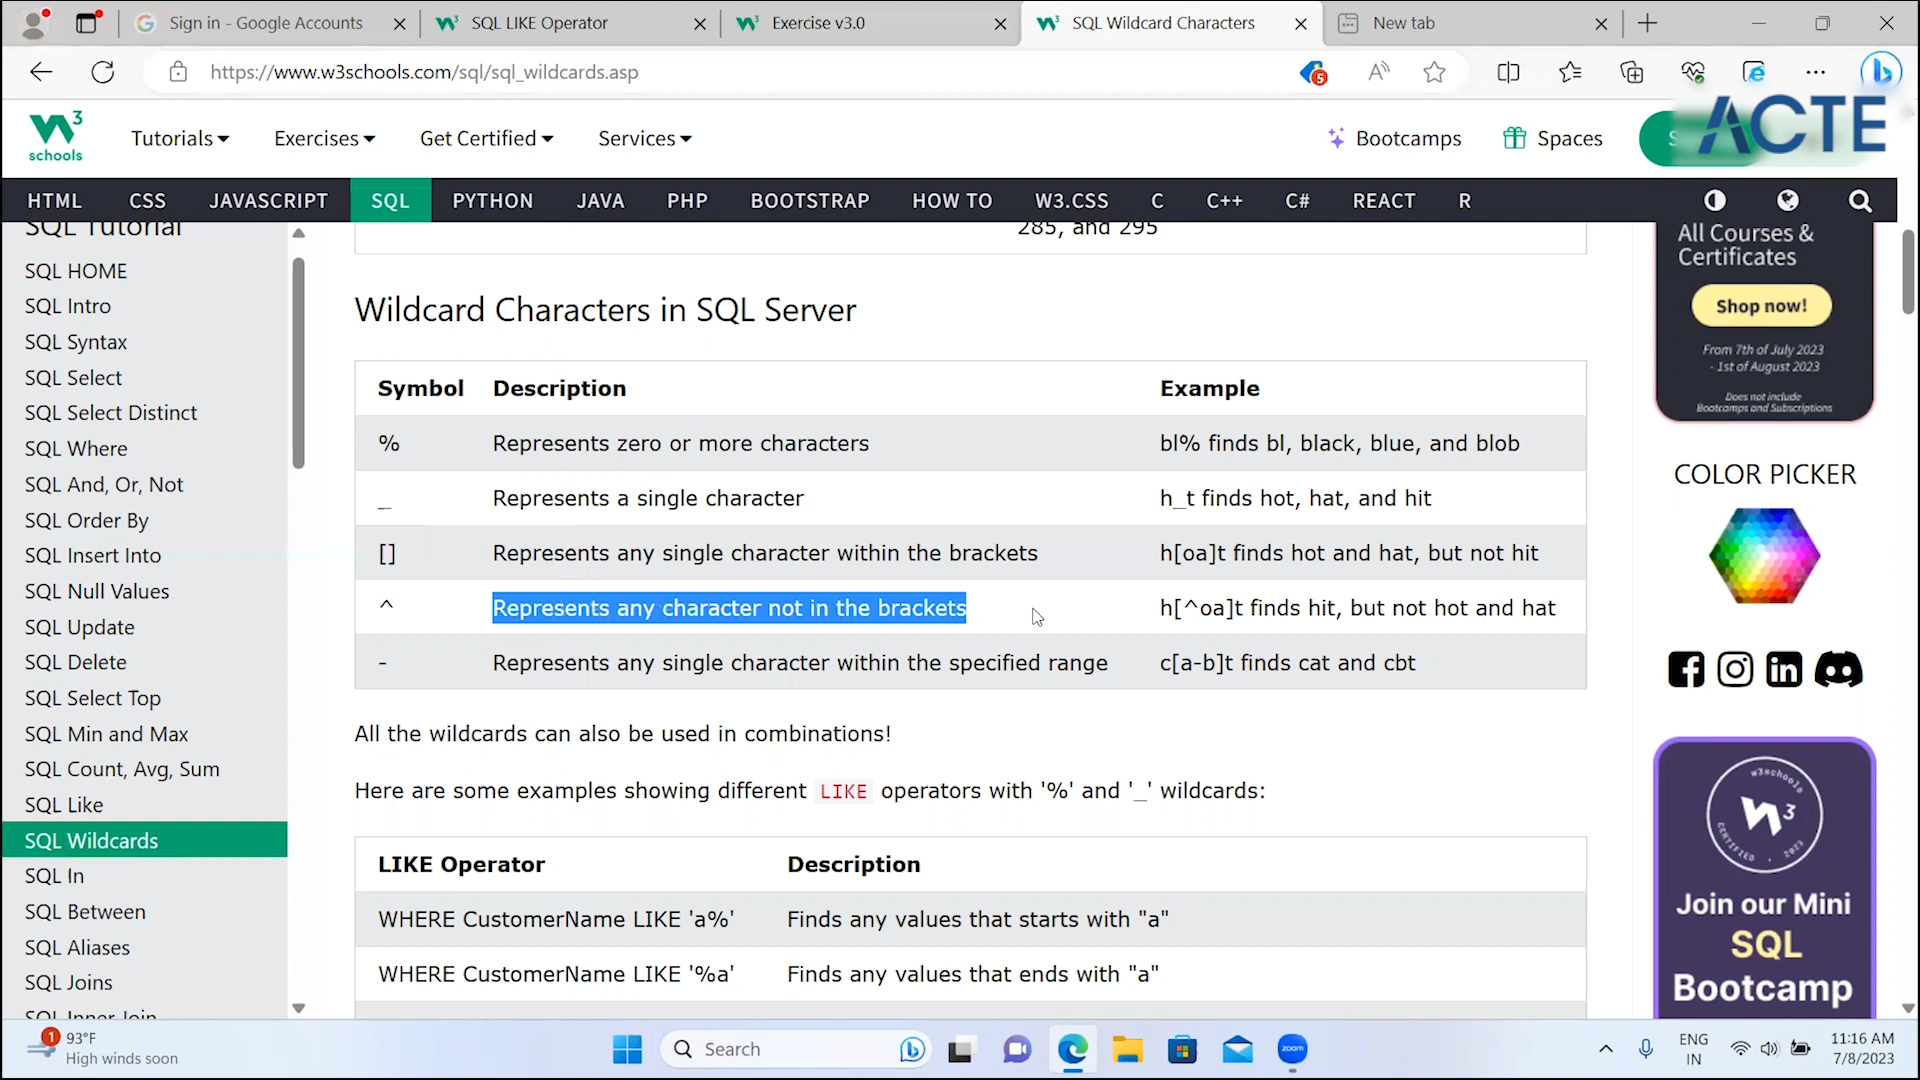 Sign in - Google Accounts
SQL LIKE Operator
Exercise v3.0
SQL Wildcard Characters
New tab
https://www.w3schools.com/sql/sql_wildcards.asp
5
W3 schools
Tutorials
Exercises
Get Certified
Services
Bootcamps
Spaces
ACTE
HTML
CSS
JAVASCRIPT
SQL
PYTHON
JAVA
PHP
BOOTSTRAP
HOW TO
W3.CSS
C
C++
C#
REACT
R
SQL Tutorial
SQL HOME
SQL Intro
SQL Syntax
SQL Select
SQL Select Distinct
SQL Where
SQL And, Or, Not
SQL Order By
SQL Insert Into
SQL Null Values
SQL Update
SQL Delete
SQL Select Top
SQL Min and Max
SQL Count, Avg, Sum
SQL Like
SQL Wildcards
SQL In
SQL Between
SQL Aliases
SQL Joins
SQL Inner Join
285, and 295
Wildcard Characters in SQL Server
Symbol Description Example
% Represents zero or more characters bl% finds bl, black, blue, and blob
_ Represents a single character h_t finds hot, hat, and hit
[] Represents any single character within the brackets h[oa]t finds hot and hat, but not hit
^ Represents any character not in the brackets h[^oa]t finds hit, but not hot and hat
- Represents any single character within the specified range c[a-b]t finds cat and cbt
All the wildcards can also be used in combinations!
Here are some examples showing different LIKE operators with '%' and '_' wildcards:
LIKE Operator Description
WHERE CustomerName LIKE 'a%' Finds any values that starts with "a"
WHERE CustomerName LIKE '%a' Finds any values that ends with "a"
All Courses &
Certificates
Shop now!
From 7th of July 2023
- 1st of August 2023
Does not include
Bootcamps and Subscriptions
COLOR PICKER
w3schools
W3
CERTIFIED . 2023
Join our Mini
SQL
Bootcamp
1
93°F
High winds soon
Search
zoom
ENG
IN
11:16 AM
7/8/2023